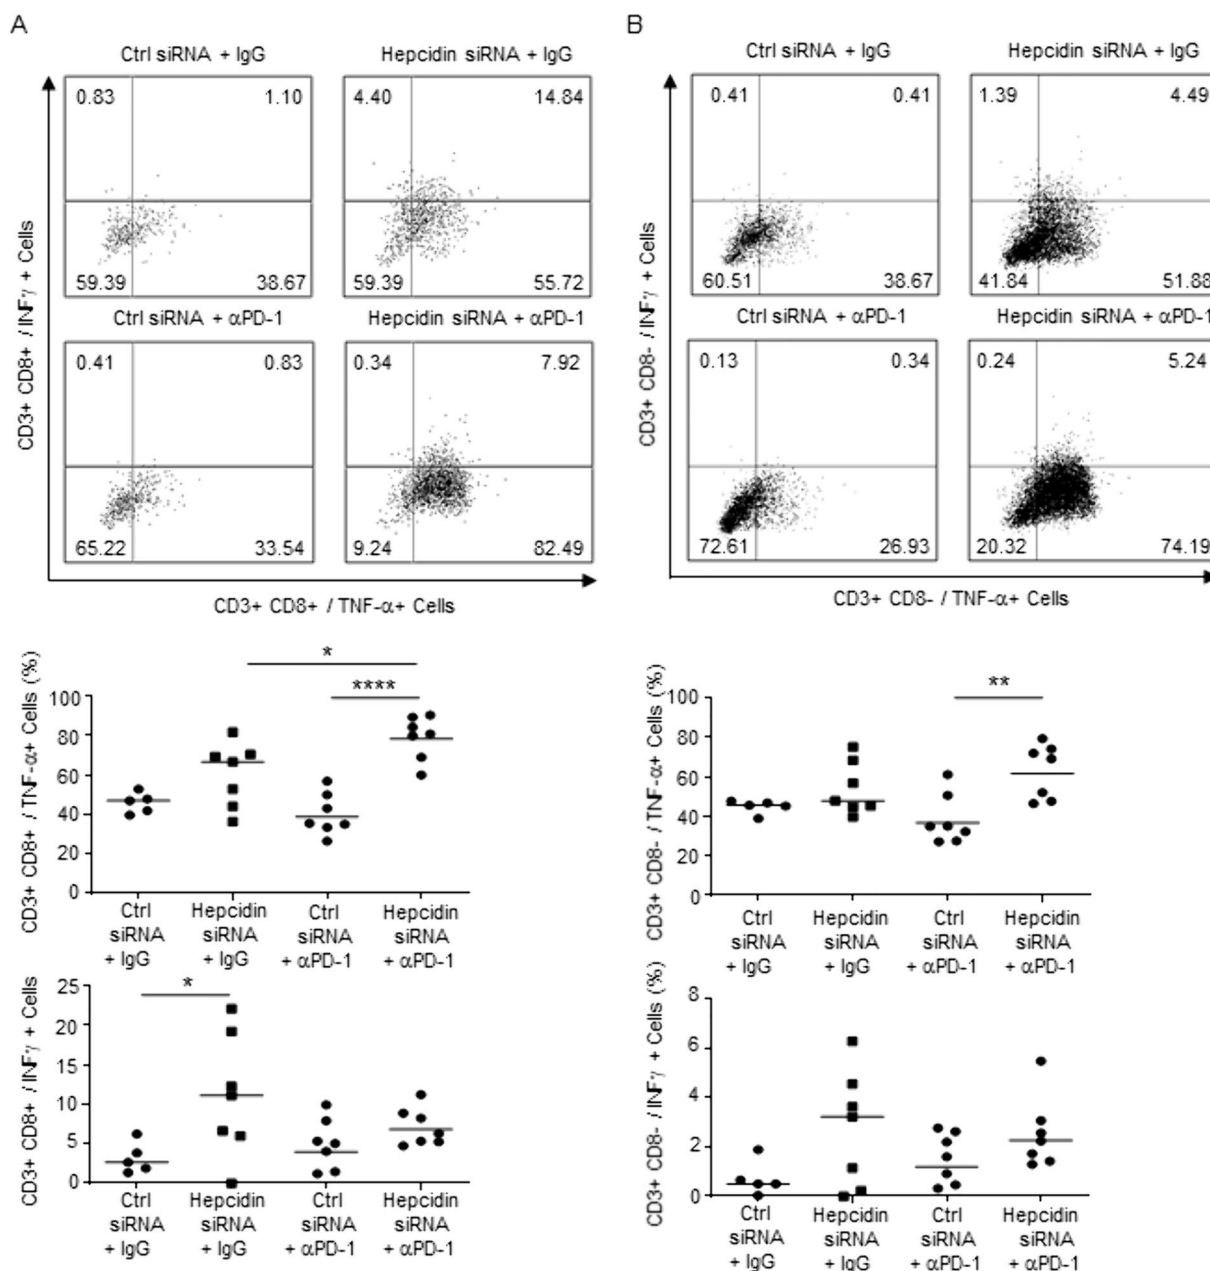 A
B
Ctrl siRNA + IgG
Hepcidin siRNA + IgG
0.83 1.10
59.39 38.67
4.40 14.84
59.39 55.72
Ctrl siRNA + αPD-1
Hepcidin siRNA + αPD-1
0.41 0.83
65.22 33.54
0.34 7.92
9.24 82.49
CD3+ CD8+ / INFγ + Cells
CD3+ CD8+ / TNF-α+ Cells
Ctrl siRNA + IgG
Hepcidin siRNA + IgG
0.41 0.41
60.51 38.67
1.39 4.49
41.84 51.88
Ctrl siRNA + αPD-1
Hepcidin siRNA + αPD-1
0.13 0.34
72.61 26.93
0.24 5.24
20.32 74.19
CD3+ CD8- / INFγ + Cells
CD3+ CD8- / TNF-α+ Cells
CD3+ CD8+ / TNF-α+ Cells (%)
100
80
60
40
20
0
*
****
Ctrl
siRNA
+ IgG
Hepcidin
siRNA
+ IgG
Ctrl
siRNA
+ αPD-1
Hepcidin
siRNA
+ αPD-1
CD3+ CD8- / TNF-α+ Cells (%)
100
80
60
40
20
0
**
Ctrl
siRNA
+ IgG
Hepcidin
siRNA
+ IgG
Ctrl
siRNA
+ αPD-1
Hepcidin
siRNA
+ αPD-1
CD3+ CD8+ / INFγ + Cells
25
20
15
10
5
0
*
Ctrl
siRNA
+ IgG
Hepcidin
siRNA
+ IgG
Ctrl
siRNA
+ αPD-1
Hepcidin
siRNA
+ αPD-1
CD3+ CD8- / INFγ + Cells (%)
8
6
4
2
0
Ctrl
siRNA
+ IgG
Hepcidin
siRNA
+ IgG
Ctrl
siRNA
+ αPD-1
Hepcidin
siRNA
+ αPD-1